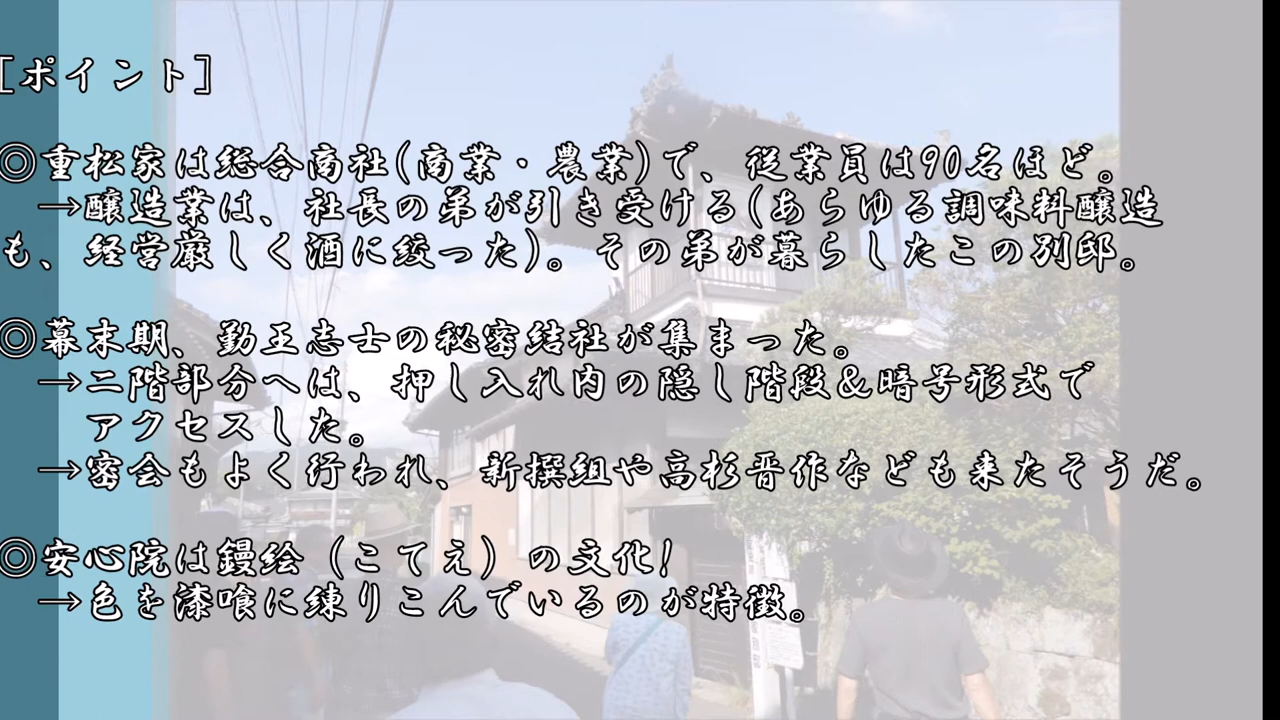 [ポイント]
◎重松家は総合商社(商業・農業)で、従業員は90名ほど。
→醸造業は、社長の弟が引き受ける(あらゆる調味料醸造
も、経営厳しく酒に絞った)。その弟が暮らしたこの別邸。
◎幕末期、勤王志士の秘密結社が集まった。
→二階部分へは、押し入れ内の隠し階段&暗号形式で
アクセスした。
→密会もよく行われ、新撰組や高杉晋作なども来たそうだ。
◎安心院は鏝絵（こてえ）の文化!
→色を漆喰に練りこんでいるのが特徴。